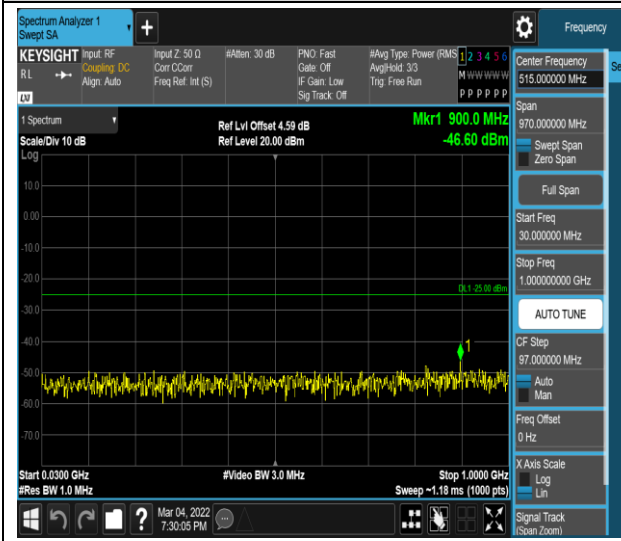 Spectrum Analyzer 1
Swept SA
Frequency
KEYSIGHT
RL
LXI
Input: RF
Coupling: DC
Align: Auto
Input Z: 50 Ω
Corr CCorr
Freq Ref: Int (S)
#Atten: 30 dB
PNO: Fast
Gate: Off
IF Gain: Low
Sig Track: Off
#Avg Type: Power (RMS
Avg|Hold: 3/3
Trig: Free Run
1 2 3 4 5 6
M W W W W W
P P P P P P
1 Spectrum
Scale/Div 10 dB
Log
Ref Lvl Offset 4.59 dB
Ref Level 20.00 dBm
Mkr1 900.0 MHz
-46.60 dBm
10.0
0.00
-10.0
-20.0
DL1 -25.00 dBm
-30.0
-40.0
1
-50.0
-60.0
-70.0
Start 0.0300 GHz
#Res BW 1.0 MHz
#Video BW 3.0 MHz
Stop 1.0000 GHz
Sweep ~1.18 ms (1000 pts)
Mar 04, 2022
7:30:05 PM
Center Frequency
515.000000 MHz
Se
Span
970.000000 MHz
Swept Span
Zero Span
Full Span
Start Freq
30.000000 MHz
Stop Freq
1.000000000 GHz
AUTO TUNE
CF Step
97.000000 MHz
Auto
Man
Freq Offset
0 Hz
X Axis Scale
Log
Lin
Signal Track
(Span Zoom)